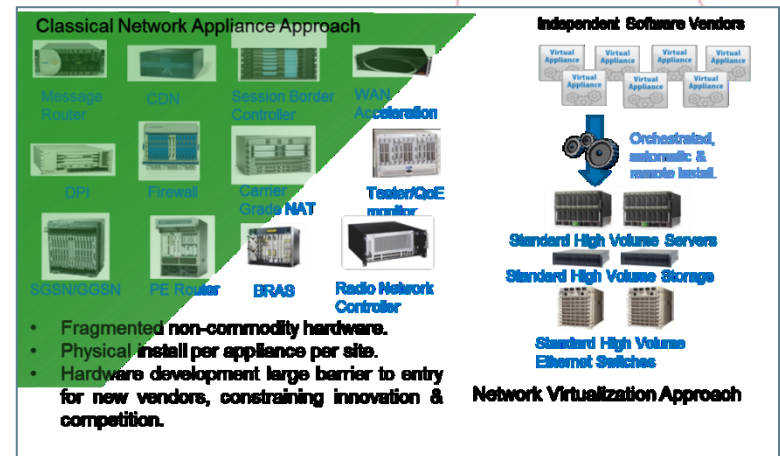 Classical Network Appliance Approach
Message
Router
CDN
Session Border
Controller
WAN
Acceleration
DPI
Firewall
Carrier
Grade NAT
Tester/QoE
monitor
SGSN/GGSN
PE Router
BRAS
Radio Network
Controller
• Fragmented non-commodity hardware.
• Physical install per appliance per site.
• Hardware development large barrier to entry
for new vendors, constraining innovation &
competition.
Independent Software Vendors
Virtual
Appliance
Virtual
Appliance
Virtual
Appliance
Virtual
Appliance
Virtual
Appliance
Virtual
Appliance
Virtual
Appliance
Orchestrated,
automatic &
remote install.
Standard High Volume Servers
Standard High Volume Storage
Standard High Volume
Ethernet Switches
Network Virtualization Approach